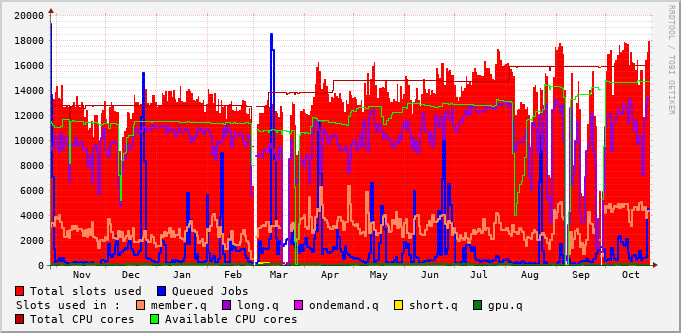 20000
18000
16000
14000
12000
10000
8000
6000
4000
2000
0
Nov Dec Jan Feb Mar Apr May Jun Jul Aug Sep Oct
RRDTOOL / TOBI OETIKER
Total slots used Queued Jobs
Slots used in : member.q long.q ondemand.q short.q gpu.q
Total CPU cores Available CPU cores